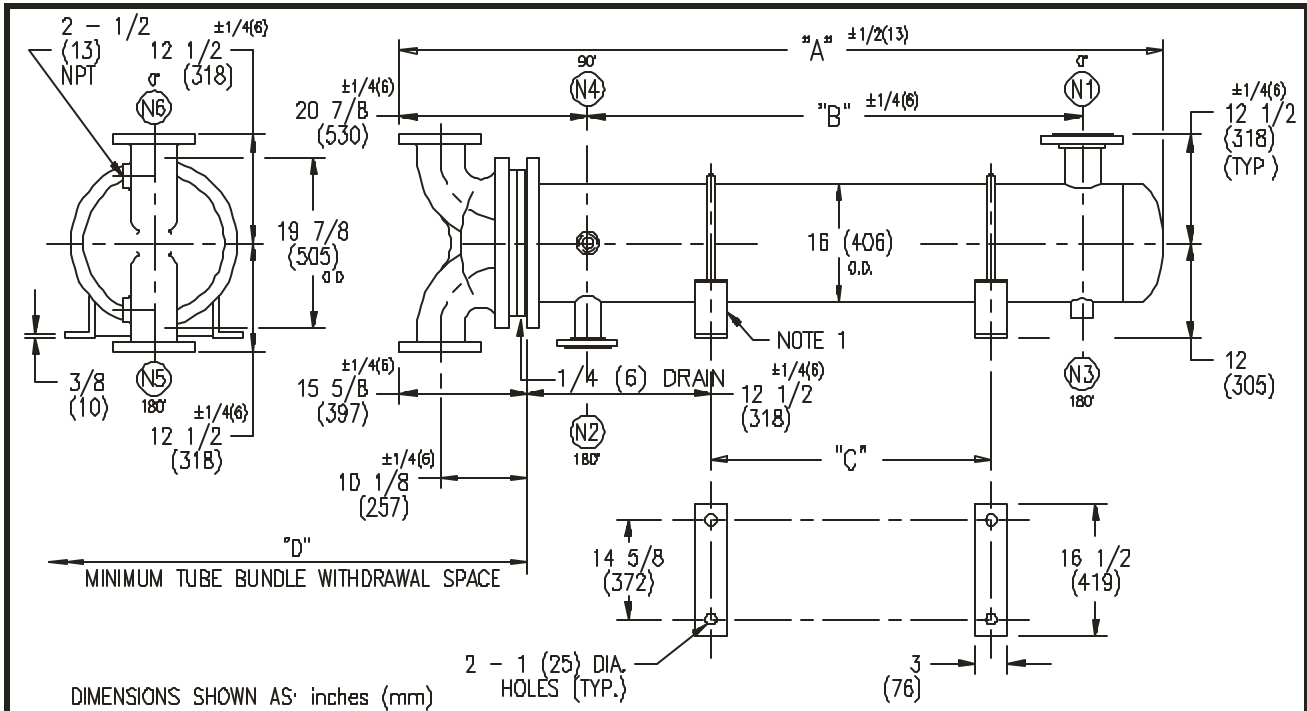 2 - 1/2
(13)
NPT
±1/4(6)
12 1/2
(318)
0°
N6
19 7/8
(505)
O.D
3/8
(10)
N5
180°
±1/4(6)
12 1/2
(318)
"A" ±1/2(13)
±1/4(6)
20 7/8
(530)
90°
N4
"B" ±1/4(6)
0°
N1
±1/4(6)
12 1/2
(318)
(TYP)
16 (406)
O.D.
NOTE 1
1/4 (6) DRAIN
±1/4(6)
15 5/8
(397)
±1/4(6)
12 1/2
(318)
N2
180°
N3
180°
12
(305)
±1/4(6)
10 1/8
(257)
"C"
"D"
MINIMUM TUBE BUNDLE WITHDRAWAL SPACE
14 5/8
(372)
16 1/2
(419)
2 - 1 (25) DIA.
HOLES (TYP.)
3
(76)
DIMENSIONS SHOWN AS: inches (mm)